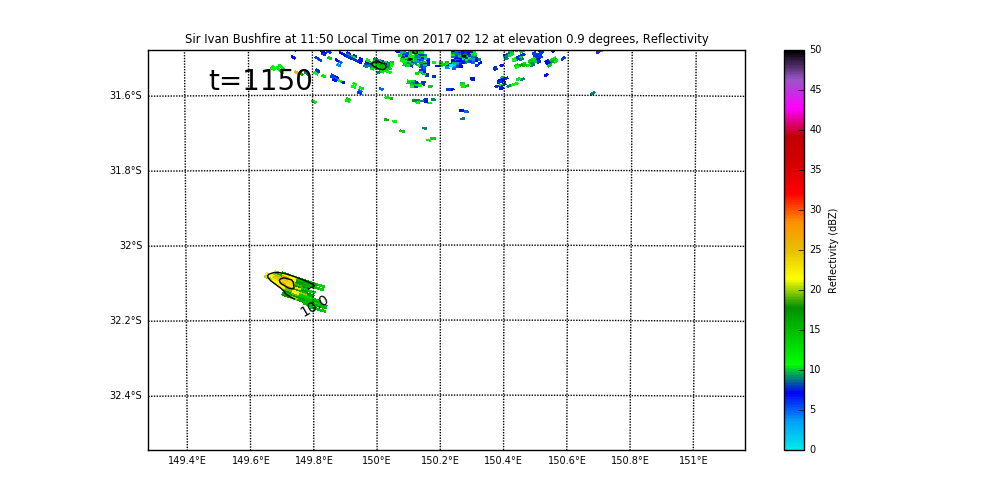 Sir Ivan Bushfire at 11:50 Local Time on 2017 02 12 at elevation 0.9 degrees, Reflectivity
t=1150
31.6°S
31.8°S
32°S
32.2°S
32.4°S
10.0
149.4°E 149.6°E 149.8°E 150°E 150.2°E 150.4°E 150.6°E 150.8°E 151°E
50
45
40
35
30
25
20
15
10
5
0
Reflectivity (dBZ)